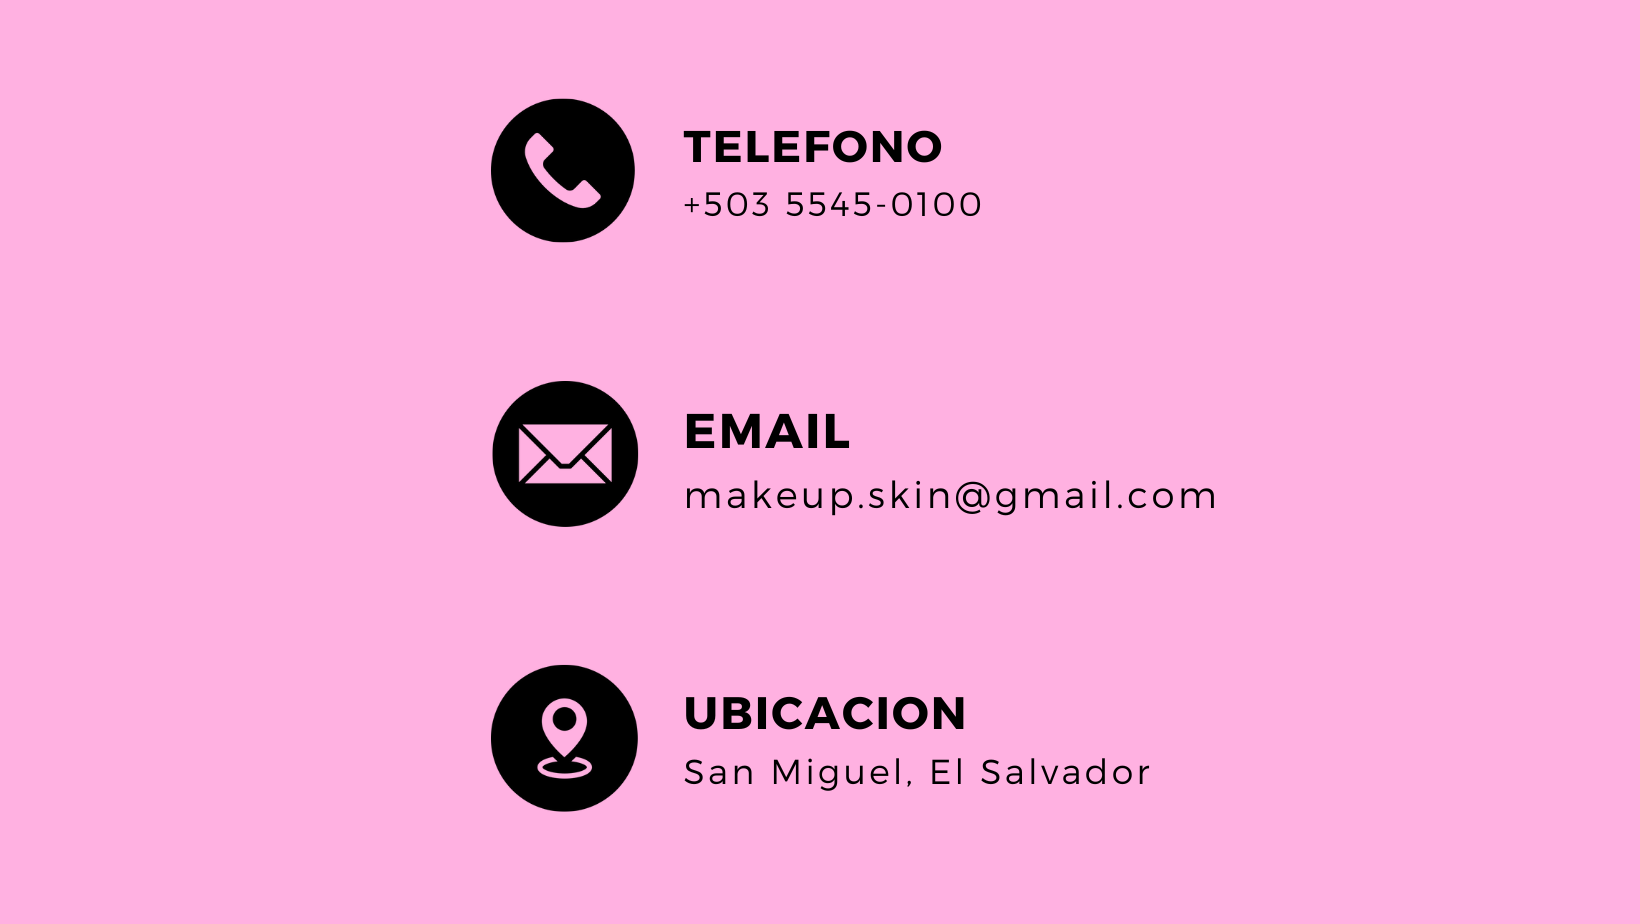 TELEFONO
+503 5545-0100
EMAIL
makeup.skin@gmail.com
UBICACION
San Miguel, El Salvador